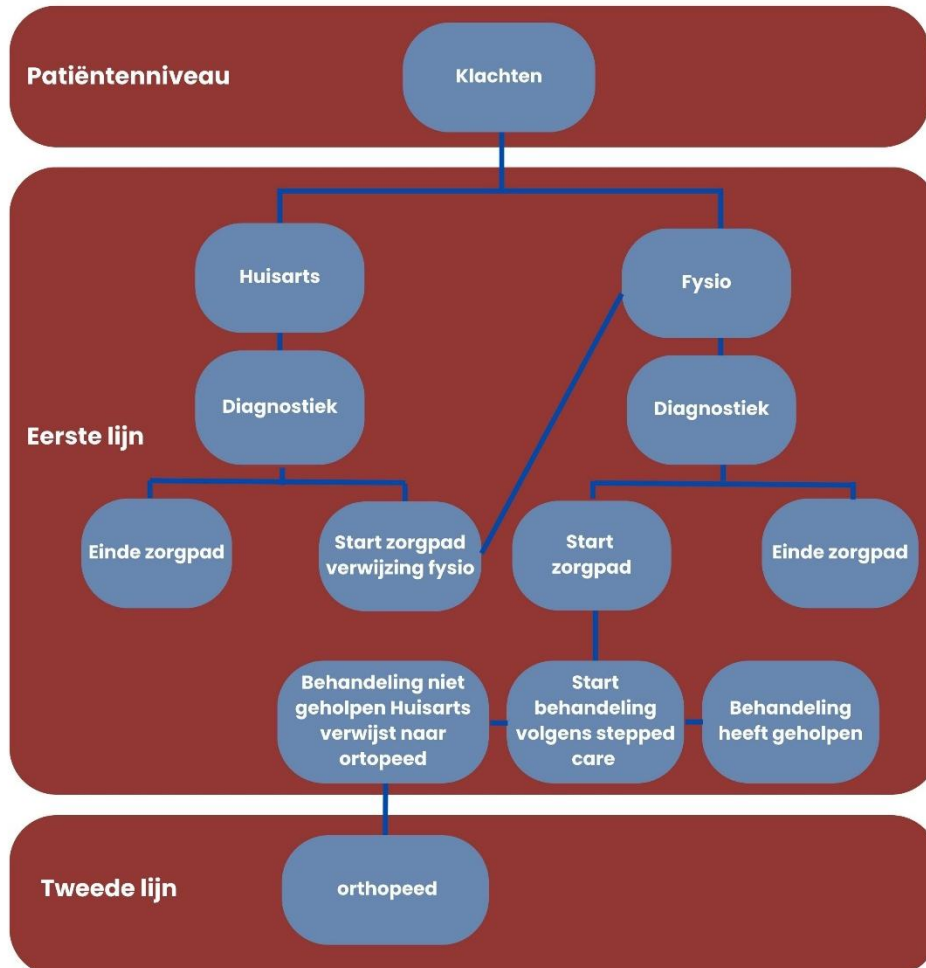 Patiëntenniveau
Klachten
Huisarts
Fysio
Diagnostiek
Diagnostiek
Eerste lijn
Einde zorgpad
Start zorgpad
verwijzing fysio
Start
zorgpad
Einde zorgpad
Behandeling niet
geholpen Huisarts
verwijst naar
ortopeed
Start
behandeling
volgens stepped
care
Behandeling
heeft geholpen
Tweede lijn
orthopeed